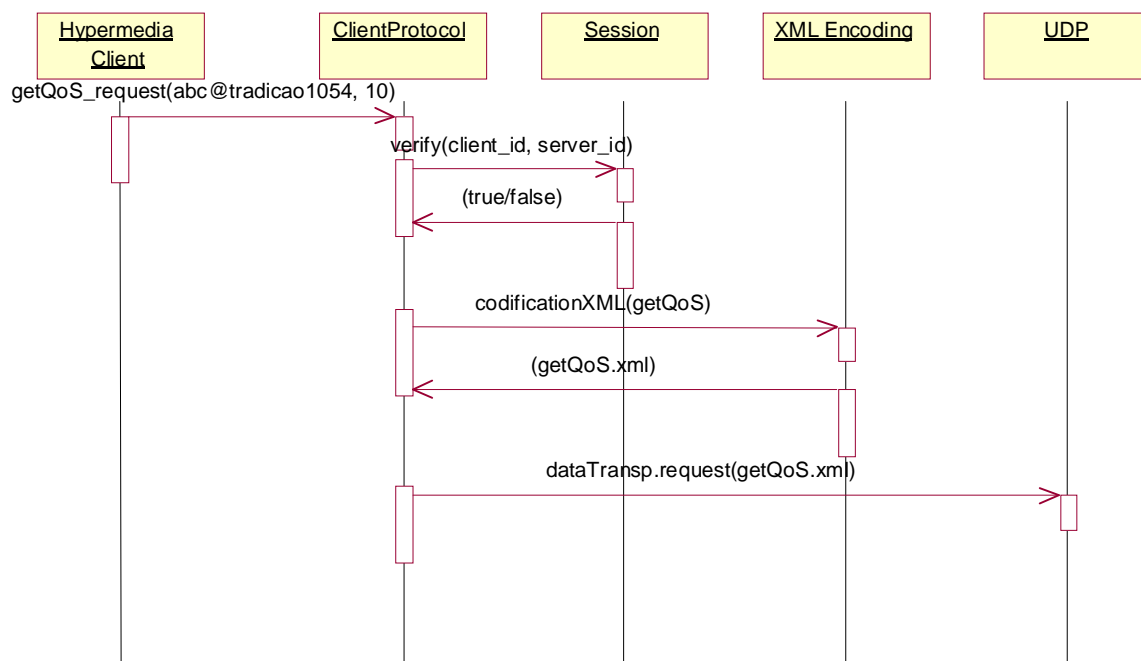 Hypermedia
Client
ClientProtocol
Session
XML Encoding
UDP
getQoS_request(abc@tradicao1054, 10)
verify(client_id, server_id)
(true/false)
codificationXML(getQoS)
(getQoS.xml)
dataTransp.request(getQoS.xml)